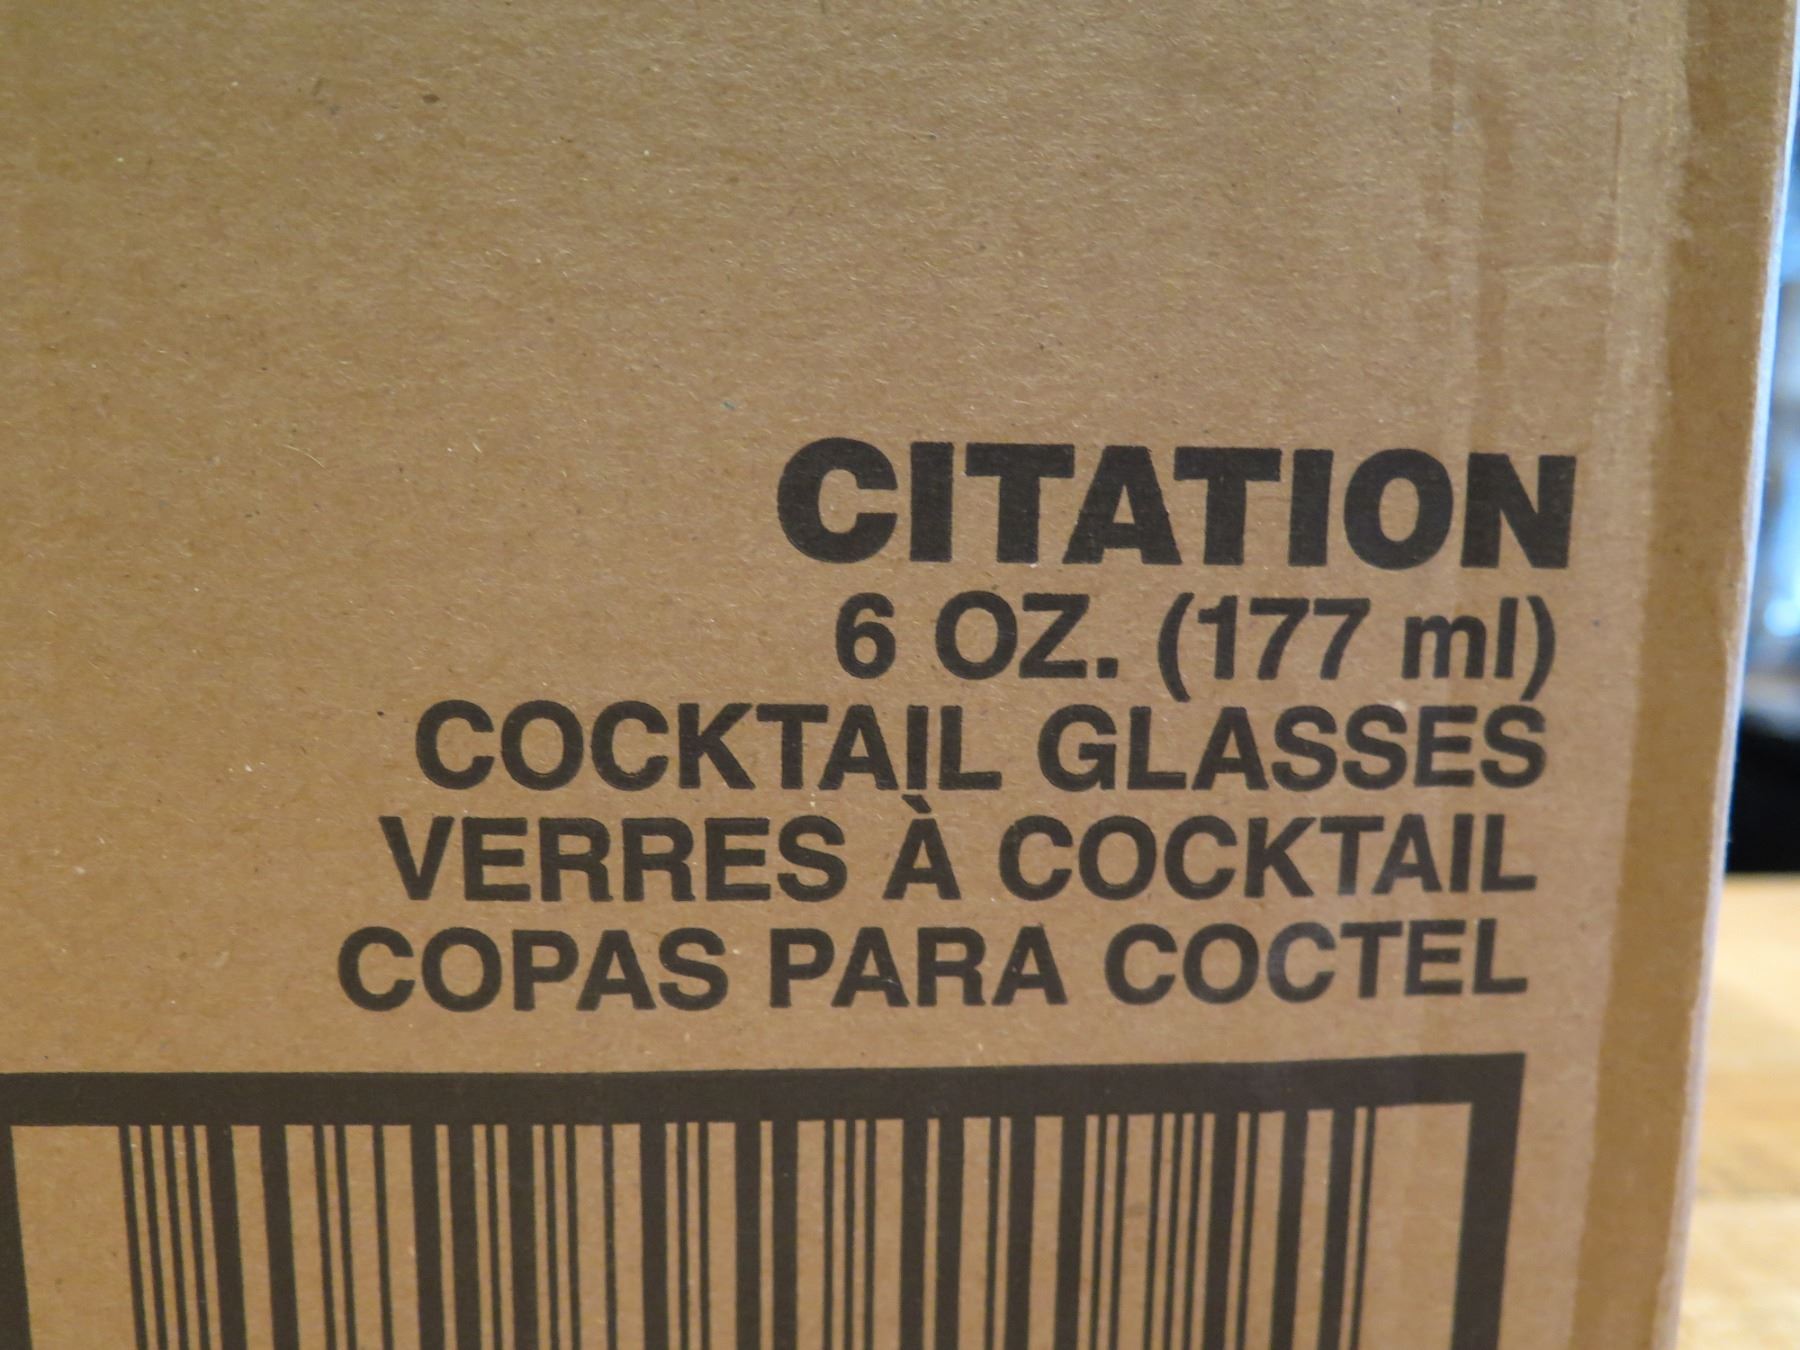 CITATION
6 OZ. (177 ml)
COCKTAIL GLASSES
VERRES À COCKTAIL
COPAS PARA COCTEL